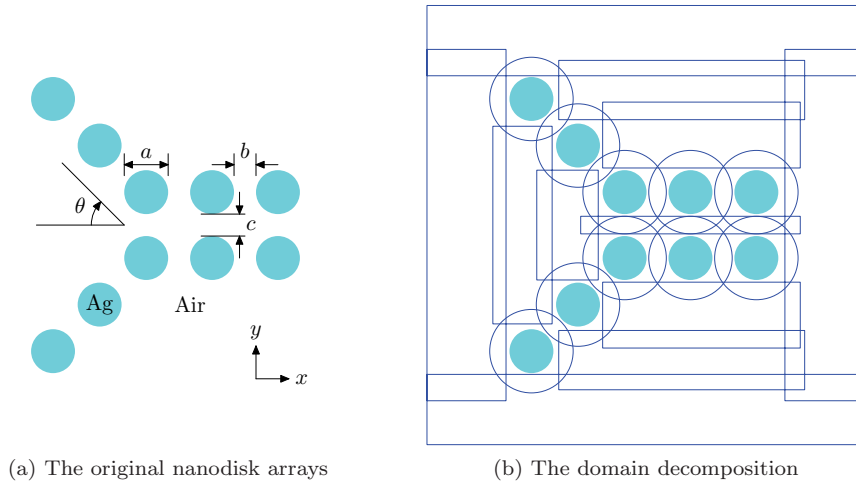 a
b
c
θ
Ag
Air
y
x
(a) The original nanodisk arrays
(b) The domain decomposition